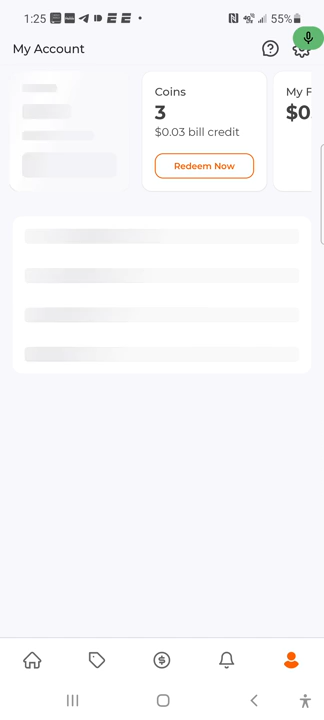 1:25
55%
My Account
Coins
3
$0.03 bill credit
Redeem Now
My F
$0